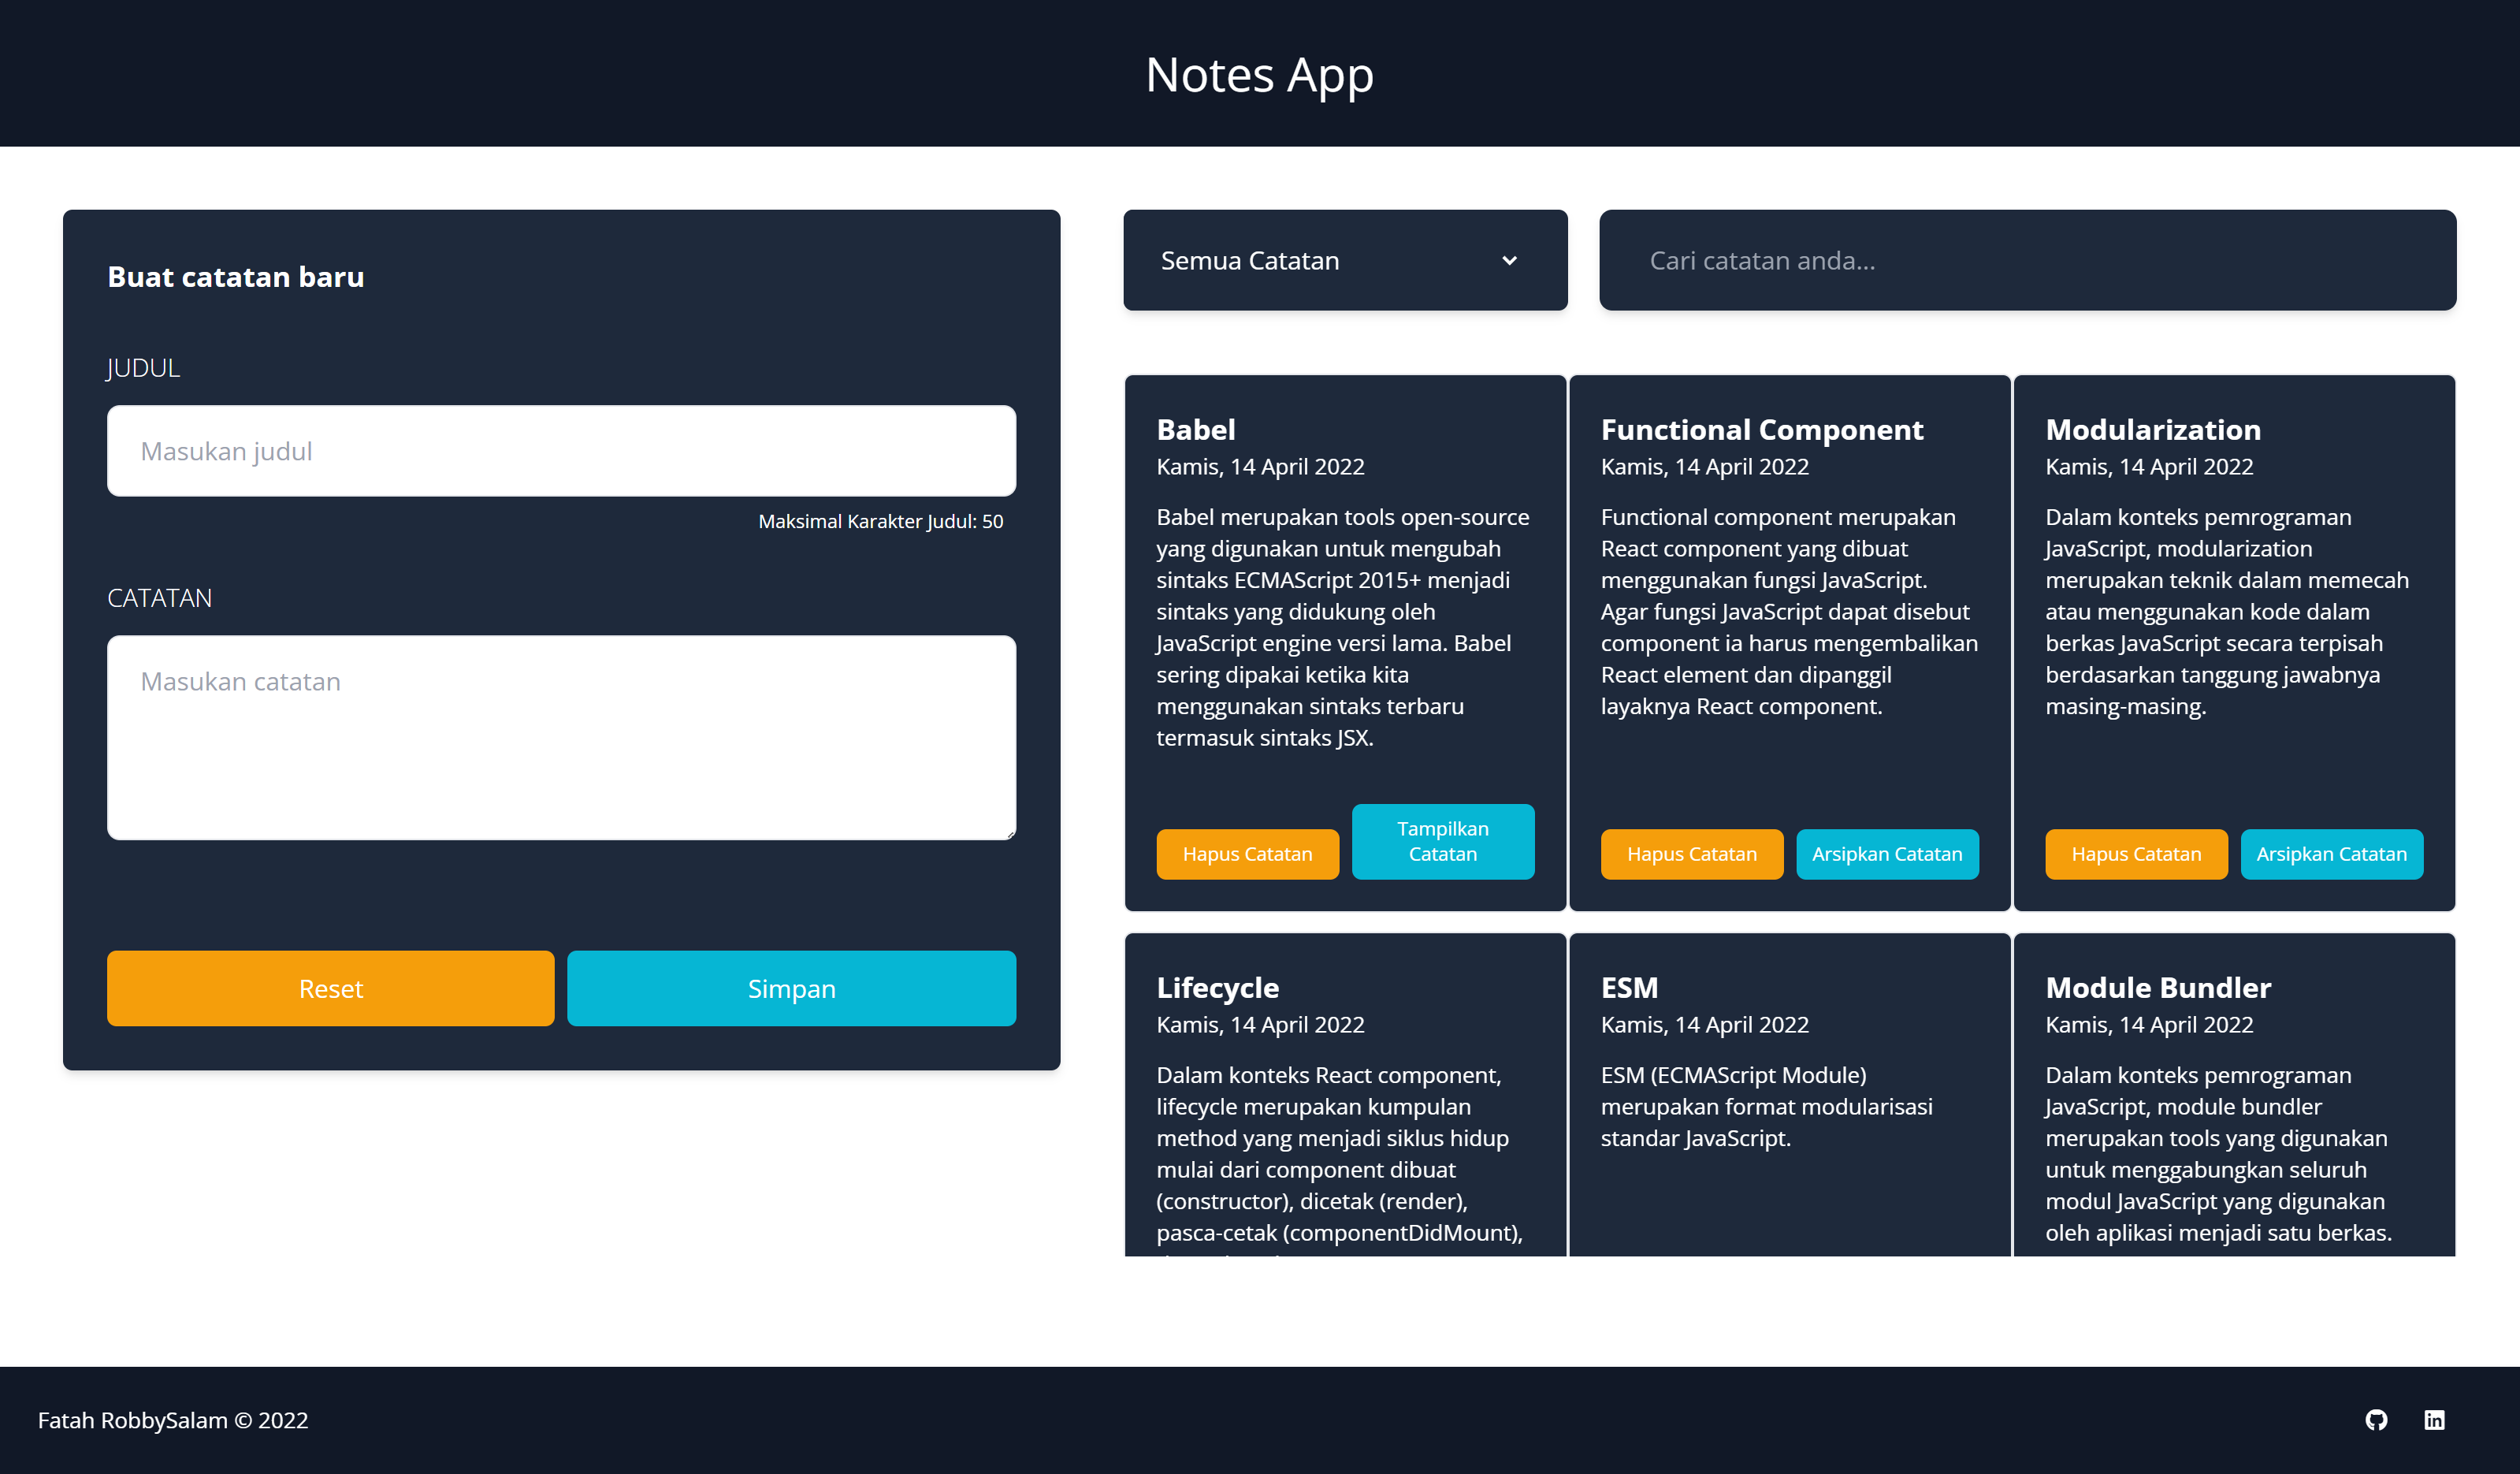 Notes App
Buat catatan baru
JUDUL
Masukan judul
Maksimal Karakter Judul: 50
CATATAN
Masukan catatan
Reset
Simpan
Semua Catatan
Cari catatan anda...
Babel
Kamis, 14 April 2022
Babel merupakan tools open-source
yang digunakan untuk mengubah
sintaks ECMAScript 2015+ menjadi
sintaks yang didukung oleh
JavaScript engine versi lama. Babel
sering dipakai ketika kita
menggunakan sintaks terbaru
termasuk sintaks JSX.
Hapus Catatan
Tampilkan
Catatan
Functional Component
Kamis, 14 April 2022
Functional component merupakan
React component yang dibuat
menggunakan fungsi JavaScript.
Agar fungsi JavaScript dapat disebut
component ia harus mengembalikan
React element dan dipanggil
layaknya React component.
Hapus Catatan
Arsipkan Catatan
Modularization
Kamis, 14 April 2022
Dalam konteks pemrograman
JavaScript, modularization
merupakan teknik dalam memecah
atau menggunakan kode dalam
berkas JavaScript secara terpisah
berdasarkan tanggung jawabnya
masing-masing.
Hapus Catatan
Arsipkan Catatan
Lifecycle
Kamis, 14 April 2022
Dalam konteks React component,
lifecycle merupakan kumpulan
method yang menjadi siklus hidup
mulai dari component dibuat
(constructor), dicetak (render),
pasca-cetak (componentDidMount),
ESM
Kamis, 14 April 2022
ESM (ECMAScript Module)
merupakan format modularisasi
standar JavaScript.
Module Bundler
Kamis, 14 April 2022
Dalam konteks pemrograman
JavaScript, module bundler
merupakan tools yang digunakan
untuk menggabungkan seluruh
modul JavaScript yang digunakan
oleh aplikasi menjadi satu berkas.
Fatah RobbySalam © 2022